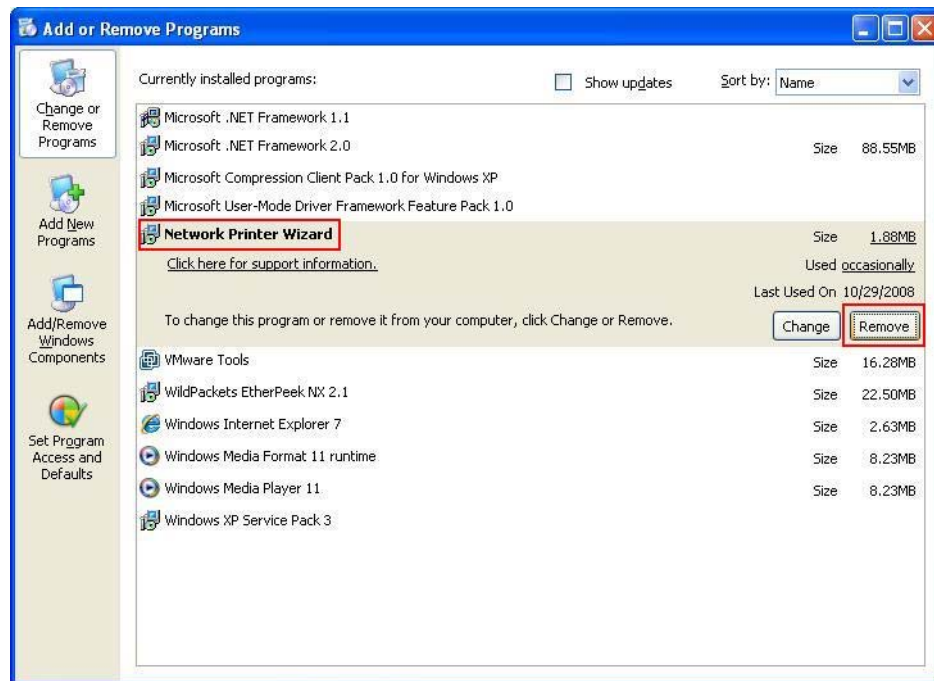 Add or Remove Programs
Change or
Remove
Programs
Add New
Programs
Add/Remove
Windows
Components
Set Program
Access and
Defaults
Currently installed programs:
Show updates
Sort by: Name
Microsoft .NET Framework 1.1
Microsoft .NET Framework 2.0 Size 88.55MB
Microsoft Compression Client Pack 1.0 for Windows XP
Microsoft User-Mode Driver Framework Feature Pack 1.0
Network Printer Wizard Size 1.88MB
Click here for support information. Used occasionally
Last Used On 10/29/2008
To change this program or remove it from your computer, click Change or Remove. Change Remove
VMware Tools Size 16.28MB
WildPackets EtherPeek NX 2.1 Size 22.50MB
Windows Internet Explorer 7 Size 2.63MB
Windows Media Format 11 runtime Size 8.23MB
Windows Media Player 11 Size 8.23MB
Windows XP Service Pack 3